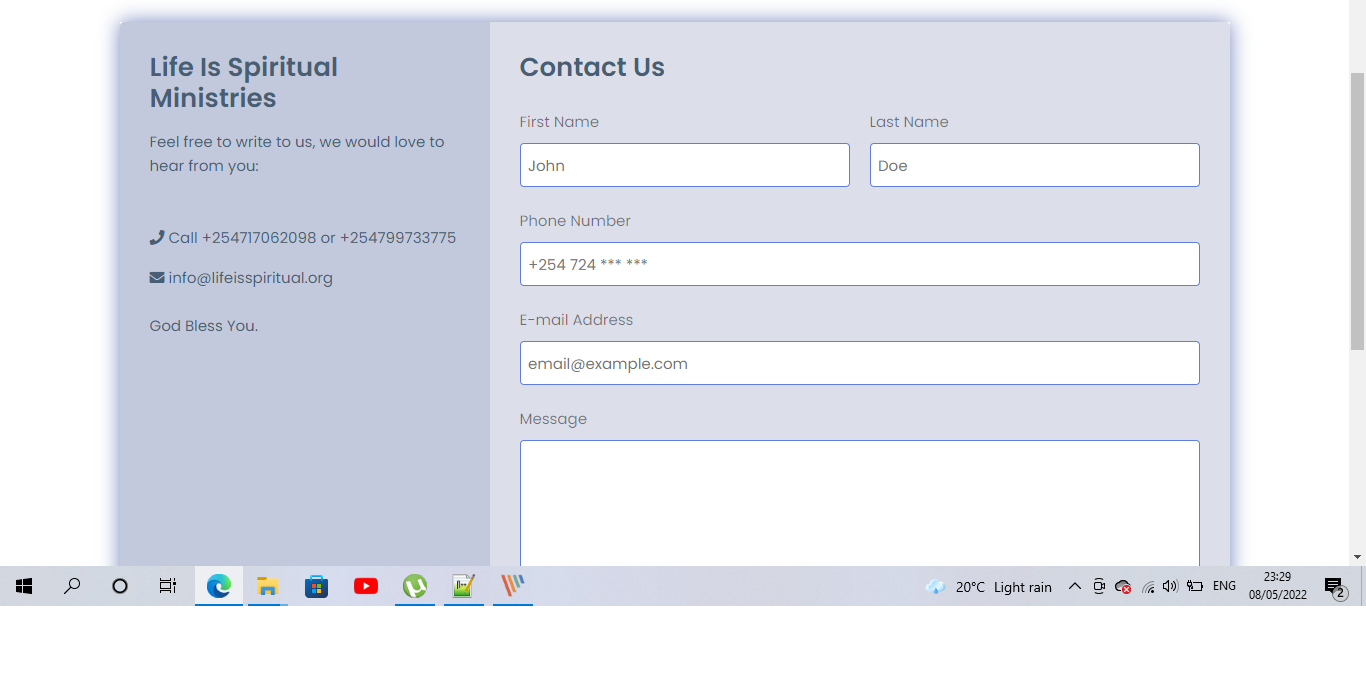 Life Is Spiritual
Ministries
Feel free to write to us, we would love to
hear from you:
Call +254717062098 or +254799733775
info@lifeisspiritual.org
God Bless You.
Contact Us
First Name
Last Name
John
Doe
Phone Number
+254 724 *** ***
E-mail Address
email@example.com
Message
20°C Light rain
ENG
23:29
08/05/2022
2